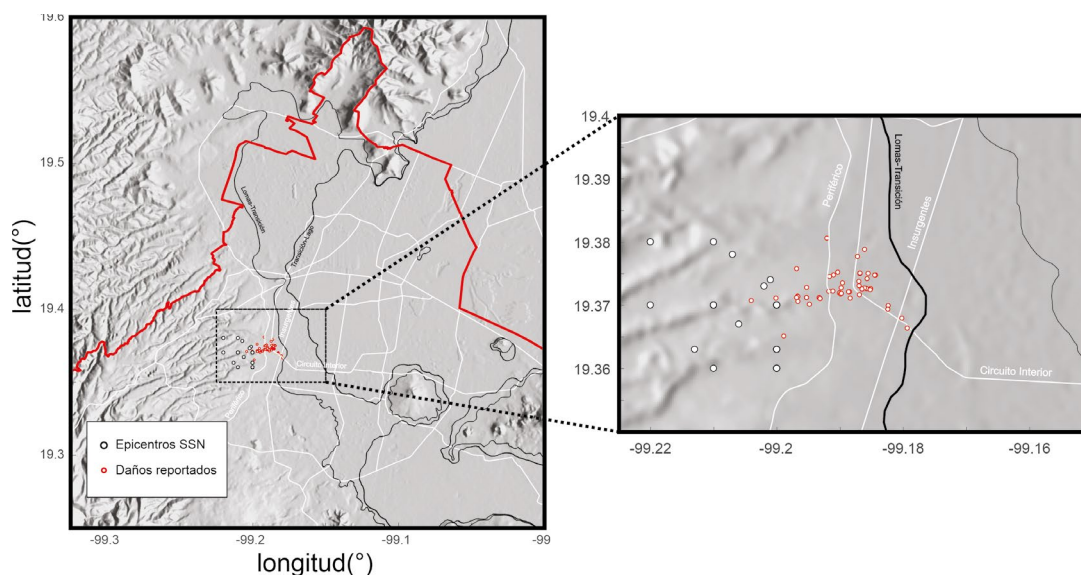 latitud(°)
19.6
19.5
19.4
19.3
-99.3
-99.2
-99.1
-99
longitud(°)
Lomas-Transición
Transición-Lago
Circuito Interior
Epicentros SSN
Daños reportados
19.4
19.39
19.38
19.37
19.36
-99.22
-99.2
-99.18
-99.16
Periférico
Lomas-Transición
Insurgentes
Circuito Interior